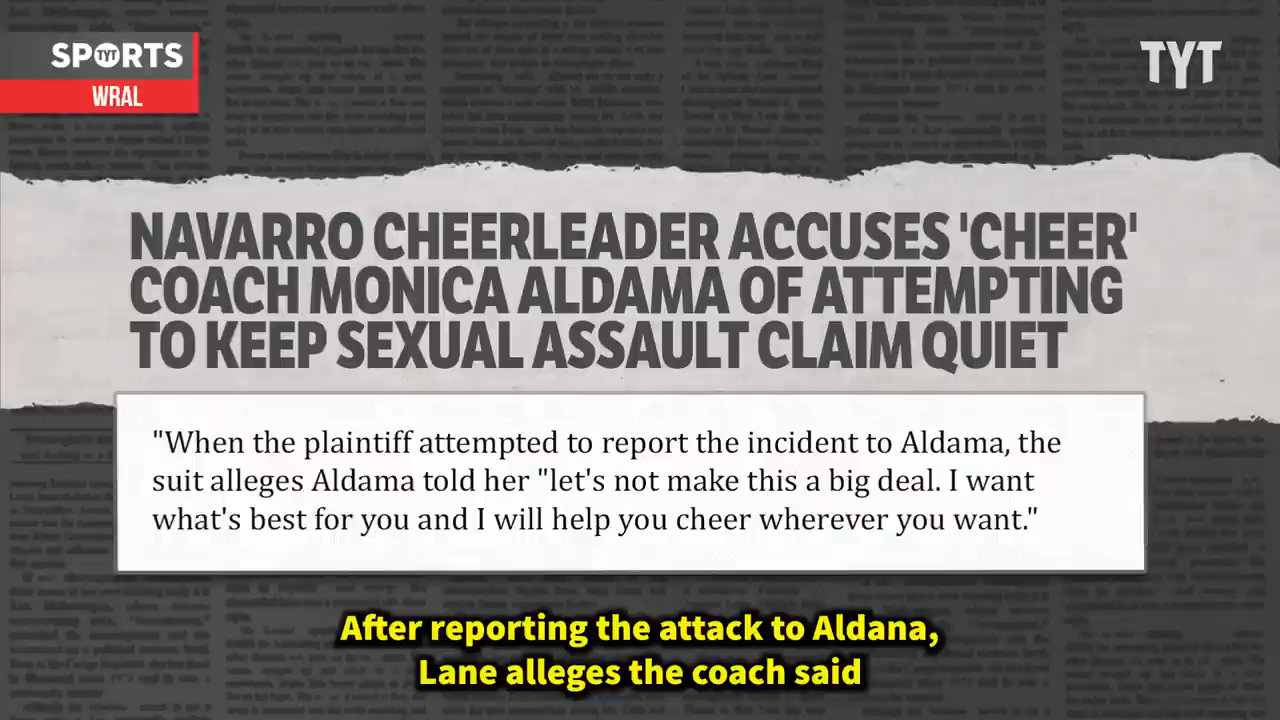 SPORTS
TYT
WRAL
TYT
NAVARRO CHEERLEADER ACCUSES 'CHEER'
COACH MONICA ALDAMA OF ATTEMPTING
TO KEEP SEXUAL ASSAULT CLAIM QUIET
"When the plaintiff attempted to report the incident to Aldama, the
suit alleges Aldama told her "let's not make this a big deal. I want
what's best for you and I will help you cheer wherever you want."
After reporting the attack to Aldana,
Lane alleges the coach said